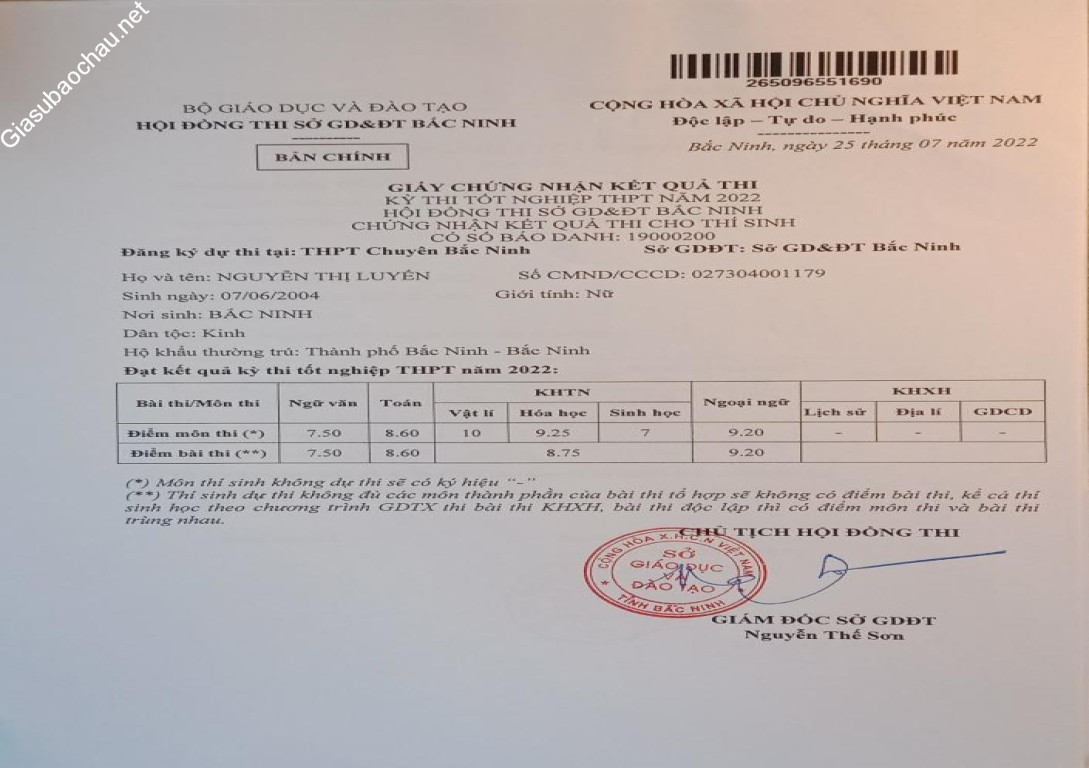 Giasubaochau.net
265096551690
BỘ GIÁO DỤC VÀ ĐÀO TẠO
HỘI ĐỒNG THI SỞ GD&ĐT BẮC NINH
BẢN CHÍNH
CỘNG HÒA XÃ HỘI CHỦ NGHĨA VIỆT NAM
Độc lập – Tự do – Hạnh phúc
Bắc Ninh, ngày 25 tháng 07 năm 2022
GIẤY CHỨNG NHẬN KẾT QUẢ THI
KỲ THI TỐT NGHIỆP THPT NĂM 2022
HỘI ĐỒNG THI SỞ GD&ĐT BẮC NINH
CHỨNG NHẬN KẾT QUẢ THI CHO THÍ SINH
CÓ SỐ BÁO DANH: 19000200
Đăng ký dự thi tại: THPT Chuyên Bắc Ninh Sở GDĐT: Sở GD&ĐT Bắc Ninh
Họ và tên: NGUYỄN THỊ LUYẾN Số CMND/CCCD: 027304001179
Sinh ngày: 07/06/2004 Giới tính: Nữ
Nơi sinh: BẮC NINH
Dân tộc: Kinh
Hộ khẩu thường trú: Thành phố Bắc Ninh - Bắc Ninh
Đạt kết quả kỳ thi tốt nghiệp THPT năm 2022:
Bài thi/Môn thi Ngữ văn Toán KHTN Ngoại ngữ KHXH
Vật lí Hóa học Sinh học Lịch sử Địa lí GDCD
Điểm môn thi (*) 7.50 8.60 10 9.25 7 9.20 - - -
Điểm bài thi (**) 7.50 8.60 8.75 9.20
(*) Môn thí sinh không dự thi sẽ có ký hiệu “-”
(**) Thí sinh dự thi không đủ các môn thành phần của bài thi tổ hợp sẽ không có điểm bài thi, kể cả thí
sinh học theo chương trình GDTX thi bài thi KHXH, bài thi độc lập thì có điểm môn thi và bài thi
trùng nhau.
CHỦ TỊCH HỘI ĐỒNG THI
CỘNG HÒA X.H.C.N VIỆT NAM
SỞ
GIÁO DỤC
VÀ
ĐÀO TẠO
TỈNH BẮC NINH
GIÁM ĐỐC SỞ GDĐT
Nguyễn Thế Sơn